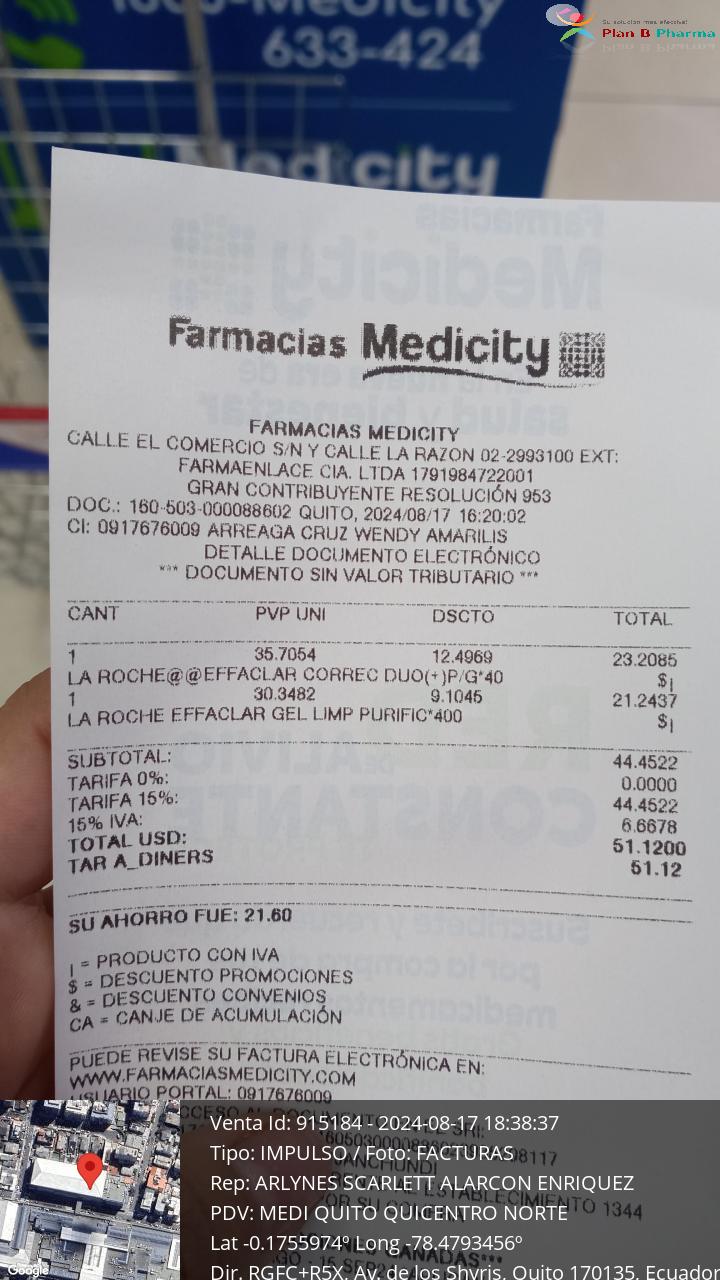 1800-Medicity
633-424
Medicity
Su solución mas efectiva!
Plan B Pharma
Farmacias Medicity
FARMACIAS MEDICITY
CALLE EL COMERCIO S/N Y CALLE LA RAZON 02-2993100 EXT:
FARMAENLACE CIA. LTDA 1791984722001
GRAN CONTRIBUYENTE RESOLUCIÓN 953
DOC.: 160-503-000088602 QUITO, 2024/08/17 16:20:02
CI: 0917676009 ARREAGA CRUZ WENDY AMARILIS
DETALLE DOCUMENTO ELECTRÓNICO
*** DOCUMENTO SIN VALOR TRIBUTARIO ***
CANT PVP UNI DSCTO TOTAL
1 35.7054 12.4969 23.2085
LA ROCHE@@EFFACLAR CORREC DUO(+)P/G*40 $|
1 30.3482 9.1045 21.2437
LA ROCHE EFFACLAR GEL LIMP PURIFIC*400 $|
SUBTOTAL: 44.4522
TARIFA 0%: 0.0000
TARIFA 15%: 44.4522
15% IVA: 6.6678
TOTAL USD: 51.1200
TAR A_DINERS 51.12
SU AHORRO FUE: 21.60
| = PRODUCTO CON IVA
$ = DESCUENTO PROMOCIONES
& = DESCUENTO CONVENIOS
CA = CANJE DE ACUMULACIÓN
PUEDE REVISE SU FACTURA ELECTRÓNICA EN:
WWW.FARMACIASMEDICITY.COM
USUARIO PORTAL: 0917676009
ESTABLECIMIENTO 1344
Venta Id: 915184 - 2024-08-17 18:38:37
Tipo: IMPULSO / Foto: FACTURAS
Rep: ARLYNES SCARLETT ALARCON ENRIQUEZ
PDV: MEDI QUITO QUICENTRO NORTE
Lat -0.1755974º Long -78.4793456º
Dir. RGFC+R5X, Av. de los Shyris, Quito 170135, Ecuador
Google